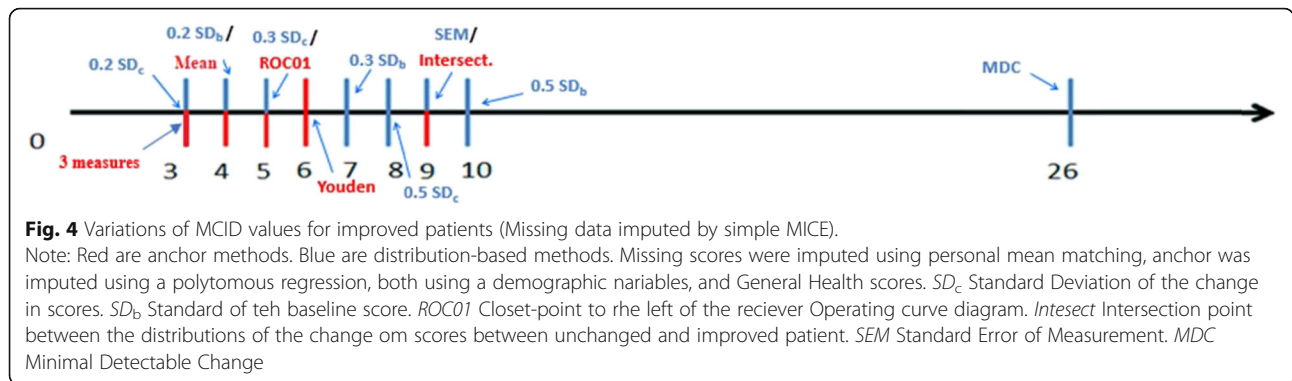 0.2 SDb/
0.3 SDc/
SEM/
0.2 SDc
Mean
ROC01
0.3 SDb
Intersect.
MDC
0.5 SDb
0
3 measures
3
4
5
6
7
8
9
10
26
Youden
0.5 SDc
Fig. 4 Variations of MCID values for improved patients (Missing data imputed by simple MICE).
Note: Red are anchor methods. Blue are distribution-based methods. Missing scores were imputed using personal mean matching, anchor was
imputed using a polytomous regression, both using a demographic nariables, and General Health scores. SDc Standard Deviation of the change
in scores. SDb Standard of teh baseline score. ROC01 Closet-point to rhe left of the reciever Operating curve diagram. Intesect Intersection point
between the distributions of the change om scores between unchanged and improved patient. SEM Standard Error of Measurement. MDC
Minimal Detectable Change